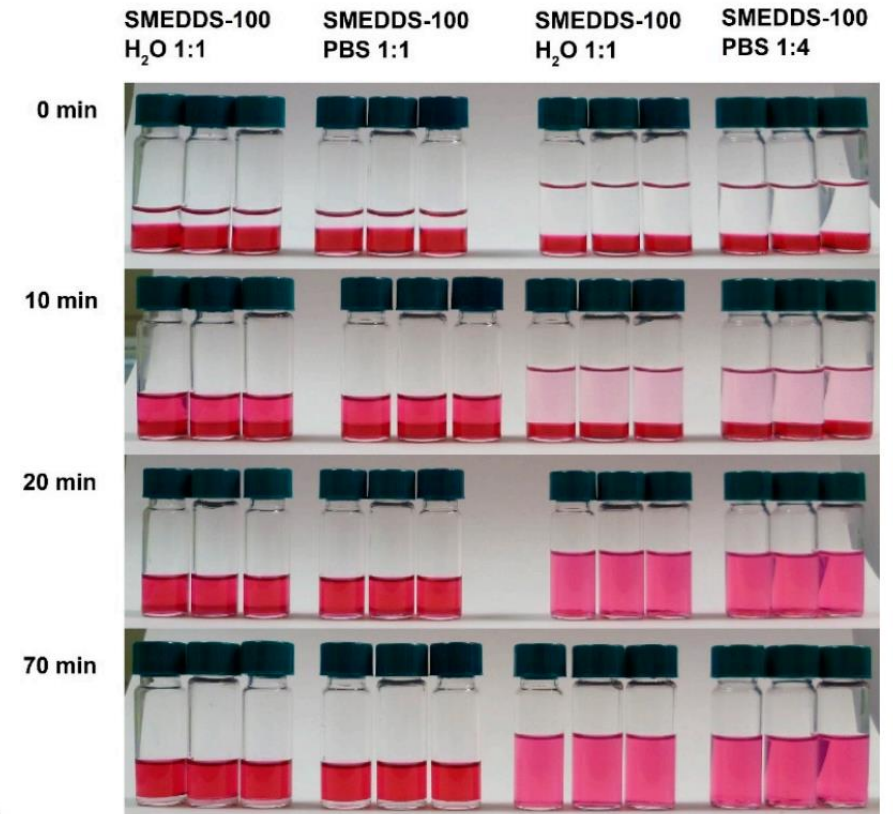 SMEDDS-100
H₂O 1:1
SMEDDS-100
PBS 1:1
SMEDDS-100
H₂O 1:1
SMEDDS-100
PBS 1:4
0 min
10 min
20 min
70 min